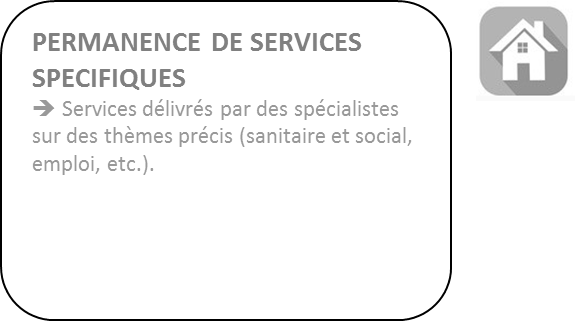 PERMANENCE DE SERVICES
SPECIFIQUES
➔ Services délivrés par des spécialistes
sur des thèmes précis (sanitaire et social,
emploi, etc.).